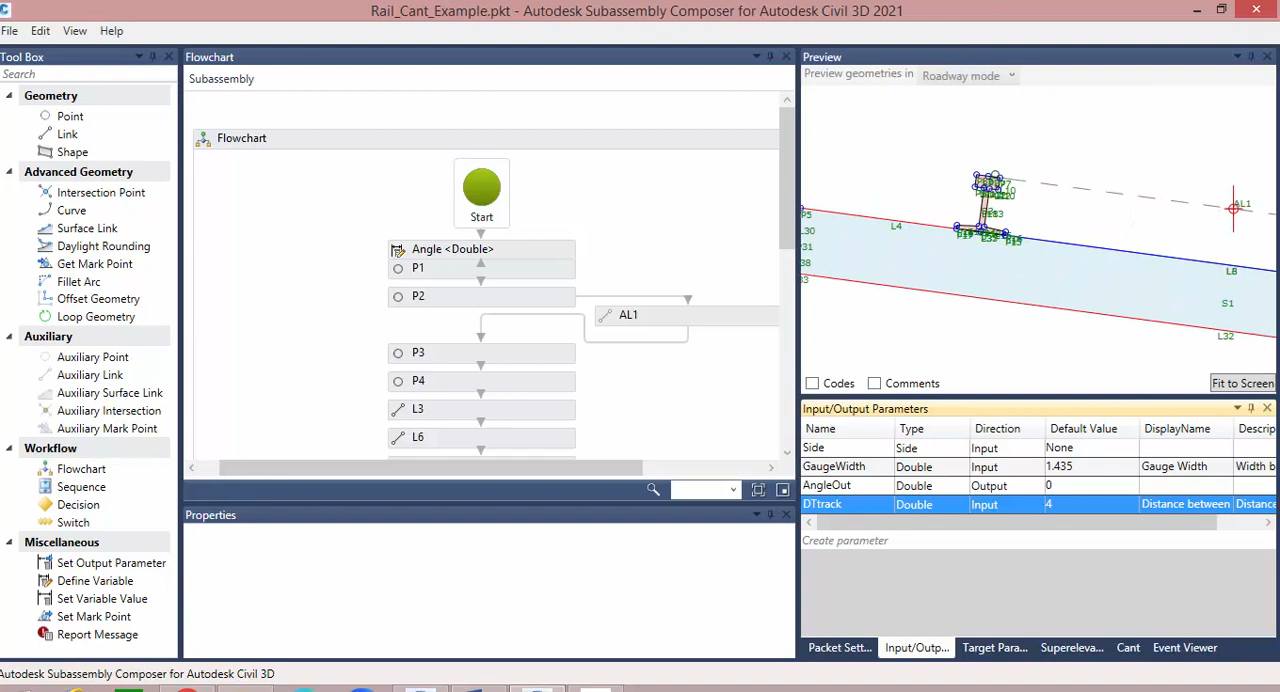 Rail_Cant_Example.pkt - Autodesk Subassembly Composer for Autodesk Civil 3D 2021
File Edit View Help
Tool Box
Search
Geometry
Point
Link
Shape
Advanced Geometry
Intersection Point
Curve
Surface Link
Daylight Rounding
Get Mark Point
Fillet Arc
Offset Geometry
Loop Geometry
Auxiliary
Auxiliary Point
Auxiliary Link
Auxiliary Surface Link
Auxiliary Intersection
Auxiliary Mark Point
Workflow
Flowchart
Sequence
Decision
Switch
Miscellaneous
Set Output Parameter
Define Variable
Set Variable Value
Set Mark Point
Report Message
Flowchart
Subassembly
Flowchart
Start
Angle <Double>
P1
P2
AL1
P3
P4
L3
L6
Properties
Preview
Preview geometries in Roadway mode
AL1
P5
L4
L30
P31
L8
S1
L32
Codes Comments Fit to Screen
Input/Output Parameters
Name Type Direction Default Value DisplayName Descrip
Side Side Input None
GaugeWidth Double Input 1.435 Gauge Width Width b
AngleOut Double Output 0
DTtrack Double Input 4 Distance between Distance
Create parameter
Packet Sett... Input/Outp... Target Para... Supereleva... Cant Event Viewer
Autodesk Subassembly Composer for Autodesk Civil 3D 2021